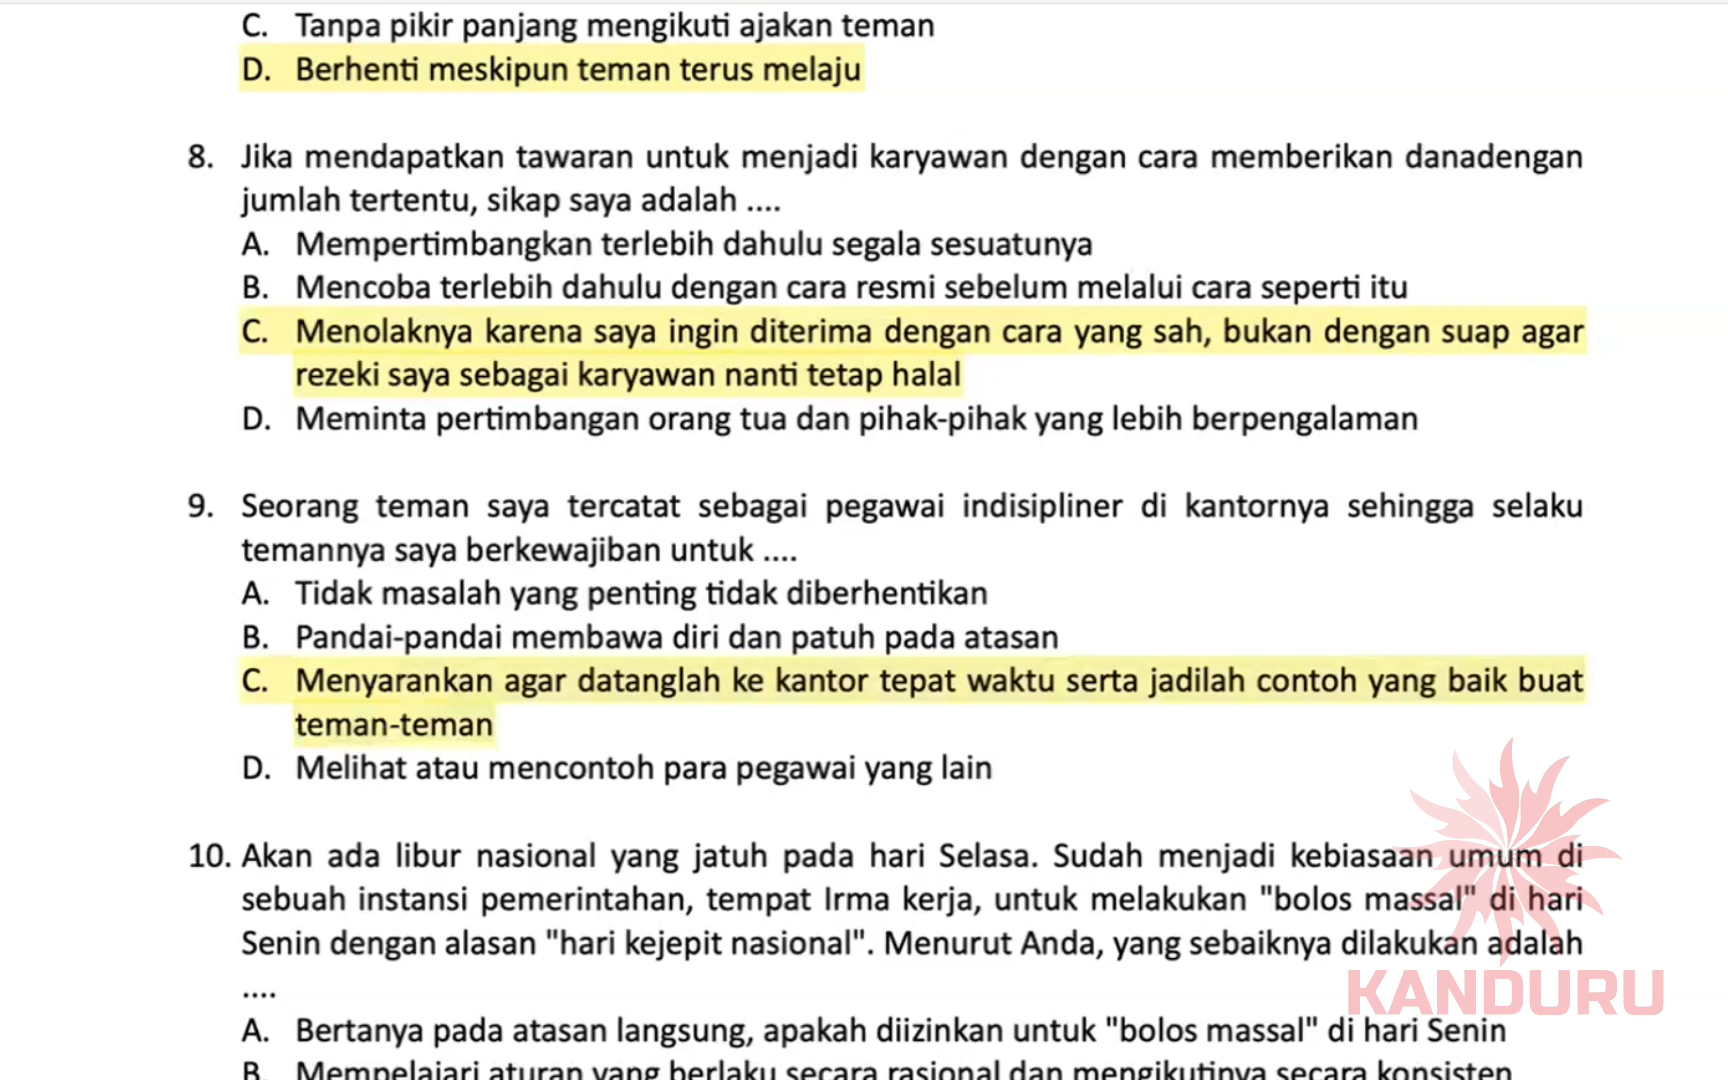 C. Tanpa pikir panjang mengikuti ajakan teman
D. Berhenti meskipun teman terus melaju
8. Jika mendapatkan tawaran untuk menjadi karyawan dengan cara memberikan danadengan
jumlah tertentu, sikap saya adalah ....
A. Mempertimbangkan terlebih dahulu segala sesuatunya
B. Mencoba terlebih dahulu dengan cara resmi sebelum melalui cara seperti itu
C. Menolaknya karena saya ingin diterima dengan cara yang sah, bukan dengan suap agar
rezeki saya sebagai karyawan nanti tetap halal
D. Meminta pertimbangan orang tua dan pihak-pihak yang lebih berpengalaman
9. Seorang teman saya tercatat sebagai pegawai indisipliner di kantornya sehingga selaku
temannya saya berkewajiban untuk ....
A. Tidak masalah yang penting tidak diberhentikan
B. Pandai-pandai membawa diri dan patuh pada atasan
C. Menyarankan agar datanglah ke kantor tepat waktu serta jadilah contoh yang baik buat
teman-teman
D. Melihat atau mencontoh para pegawai yang lain
10. Akan ada libur nasional yang jatuh pada hari Selasa. Sudah menjadi kebiasaan umum di
sebuah instansi pemerintahan, tempat Irma kerja, untuk melakukan "bolos massal" di hari
Senin dengan alasan "hari kejepit nasional". Menurut Anda, yang sebaiknya dilakukan adalah
....
KANDURU
A. Bertanya pada atasan langsung, apakah diizinkan untuk "bolos massal" di hari Senin
B. Mempelajari aturan yang berlaku secara rasional dan mengikutinya secara konsisten